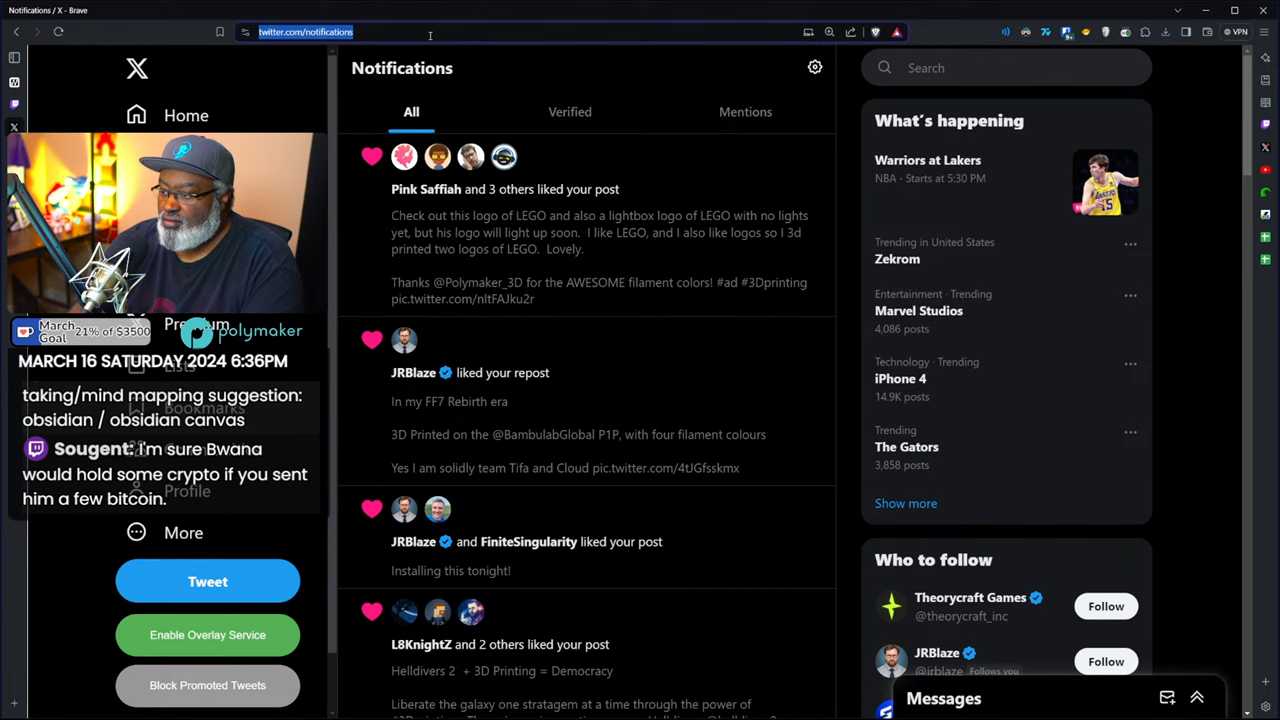 Notifications / X - Brave
twitter.com/notifications
VPN
X
Home
March
Goal
21% of $3500
polymaker
MARCH 16 SATURDAY 2024 6:36PM
Lists
taking/mind mapping suggestion:
obsidian / obsidian canvas
Bookmarks
Sougent: I'm sure Bwana
would hold some crypto if you sent
him a few bitcoin.
Profile
More
Tweet
Enable Overlay Service
Block Promoted Tweets
Notifications
All
Verified
Mentions
Pink Saffiah and 3 others liked your post
Check out this logo of LEGO and also a lightbox logo of LEGO with no lights
yet, but his logo will light up soon. I like LEGO, and I also like logos so I 3d
printed two logos of LEGO. Lovely.
Thanks @Polymaker_3D for the AWESOME filament colors! #ad #3Dprinting
pic.twitter.com/nltFAJku2r
JRBlaze liked your repost
In my FF7 Rebirth era
3D Printed on the @BambulabGlobal P1P, with four filament colours
Yes I am solidly team Tifa and Cloud pic.twitter.com/4tJGfsskmx
JRBlaze and FiniteSingularity liked your post
Installing this tonight!
L8KnightZ and 2 others liked your post
Helldivers 2 + 3D Printing = Democracy
Liberate the galaxy one stratagem at a time through the power of
Search
What's happening
Warriors at Lakers
NBA · Starts at 5:30 PM
Trending in United States
Zekrom
Entertainment · Trending
Marvel Studios
4,086 posts
Technology · Trending
iPhone 4
14.9K posts
Trending
The Gators
3,858 posts
Show more
Who to follow
Theorycraft Games
@theorycraft_inc
Follow
JRBlaze
@jrblaze Follows you
Follow
Messages